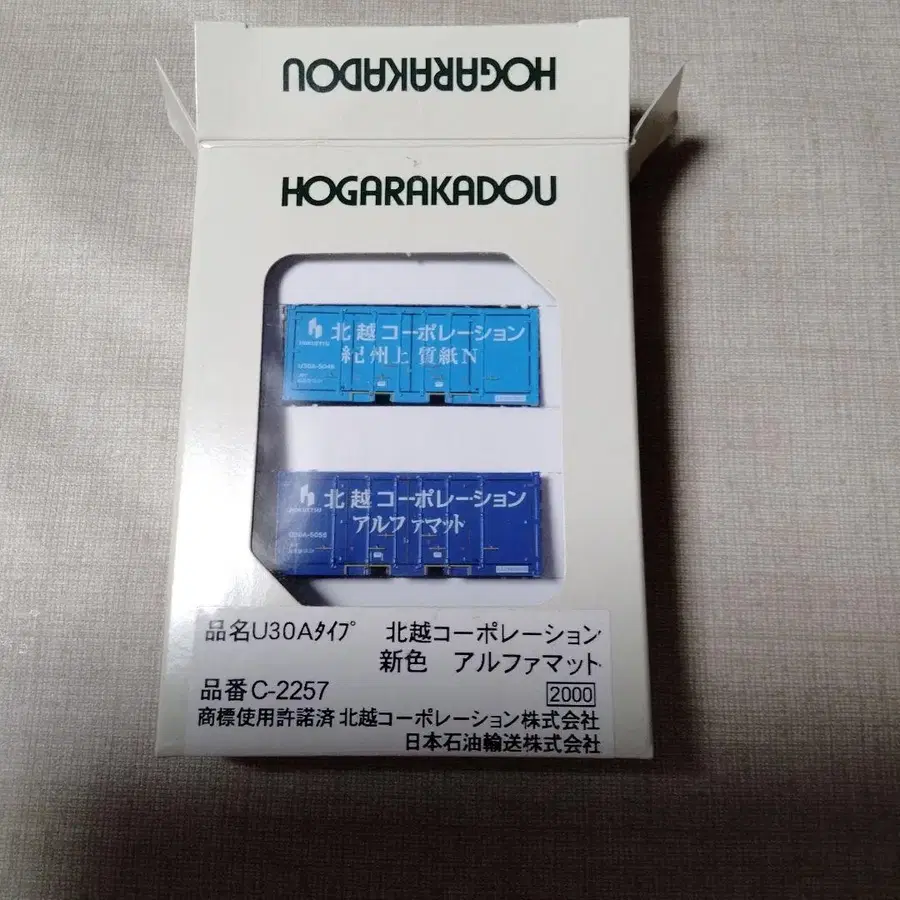 HOGARAKADOU
HOGARAKADOU
北越コーポレーション
紀州上質紙N
北越コーポレーション
アルファマット
品名U30Aﾀｲﾌﾟ 北越コーポレーション
新色 アルファマット
品番C-2257 2000
商標使用許諾済 北越コーポレーション株式会社
日本石油輸送株式会社